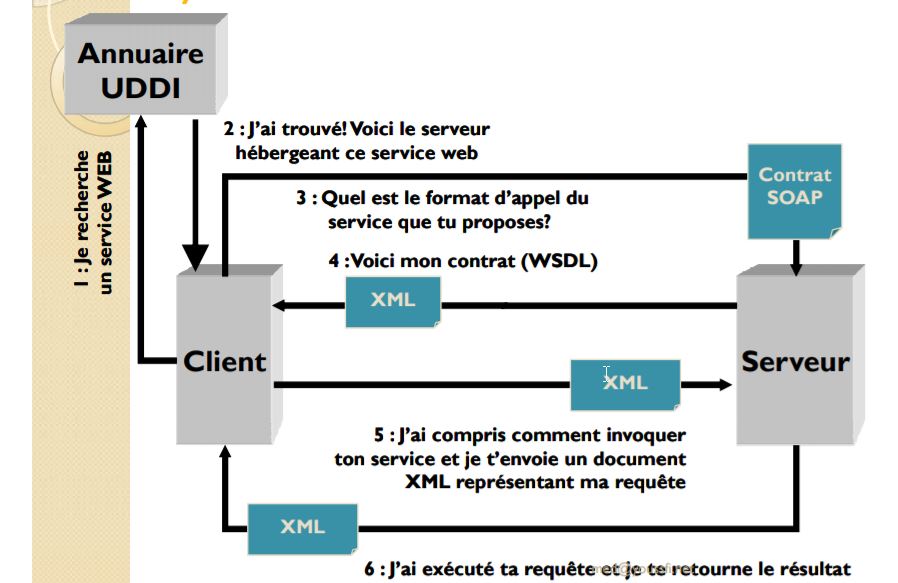 Annuaire
UDDI
1 : Je recherche
un service WEB
2 : J'ai trouvé! Voici le serveur
hébergeant ce service web
Contrat
SOAP
3 : Quel est le format d'appel du
service que tu proposes?
4 : Voici mon contrat (WSDL)
XML
Client
Serveur
XML
5 : J'ai compris comment invoquer
ton service et je t'envoie un document
XML représentant ma requête
XML
6 : J'ai exécuté ta requête et je te retourne le résultat